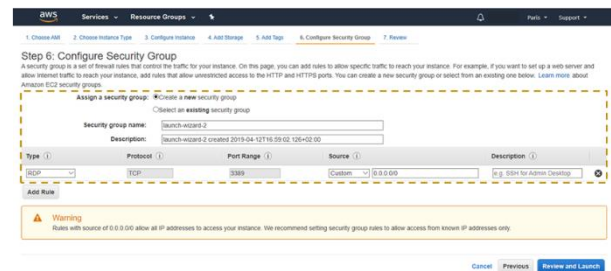 aws Services Resource Groups Paris Support
1. Choose AMI 2. Choose Instance Type 3. Configure Instance 4. Add Storage 5. Add Tags 6. Configure Security Group 7. Review
Step 6: Configure Security Group
A security group is a set of firewall rules that control the traffic for your instance. On this page, you can add rules to allow specific traffic to reach your instance. For example, if you want to set up a web server and
allow Internet traffic to reach your instance, add rules that allow unrestricted access to the HTTP and HTTPS ports. You can create a new security group or select from an existing one below. Learn more about
Amazon EC2 security groups.
Assign a security group: Create a new security group
Select an existing security group
Security group name: launch-wizard-2
Description: launch-wizard-2 created 2019-04-12T16:59:02.126+02:00
Type Protocol Port Range Source Description
RDP TCP 3389 Custom 0.0.0.0/0 e.g. SSH for Admin Desktop
Add Rule
Warning
Rules with source of 0.0.0.0/0 allow all IP addresses to access your instance. We recommend setting security group rules to allow access from known IP addresses only.
Cancel Previous Review and Launch